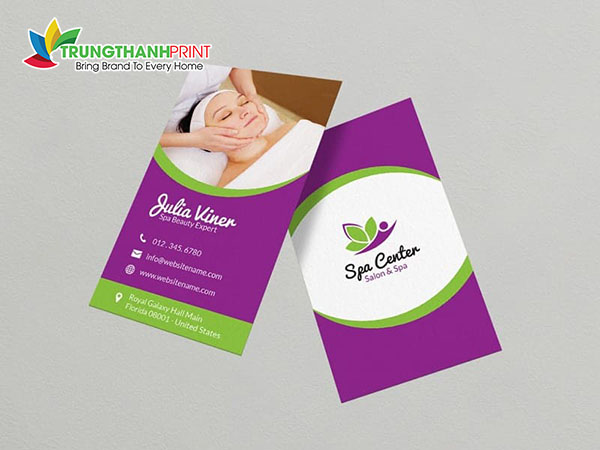 TRUNGTHANHPRINT
Bring Brand To Every Home
Julia Viner
Spa Beauty Expert
012. 345. 6780
info@websitename.com
www.websitename.com
Royal Galaxy Hall Main
Florida 08001 - United States
Spa Center
Salon & Spa